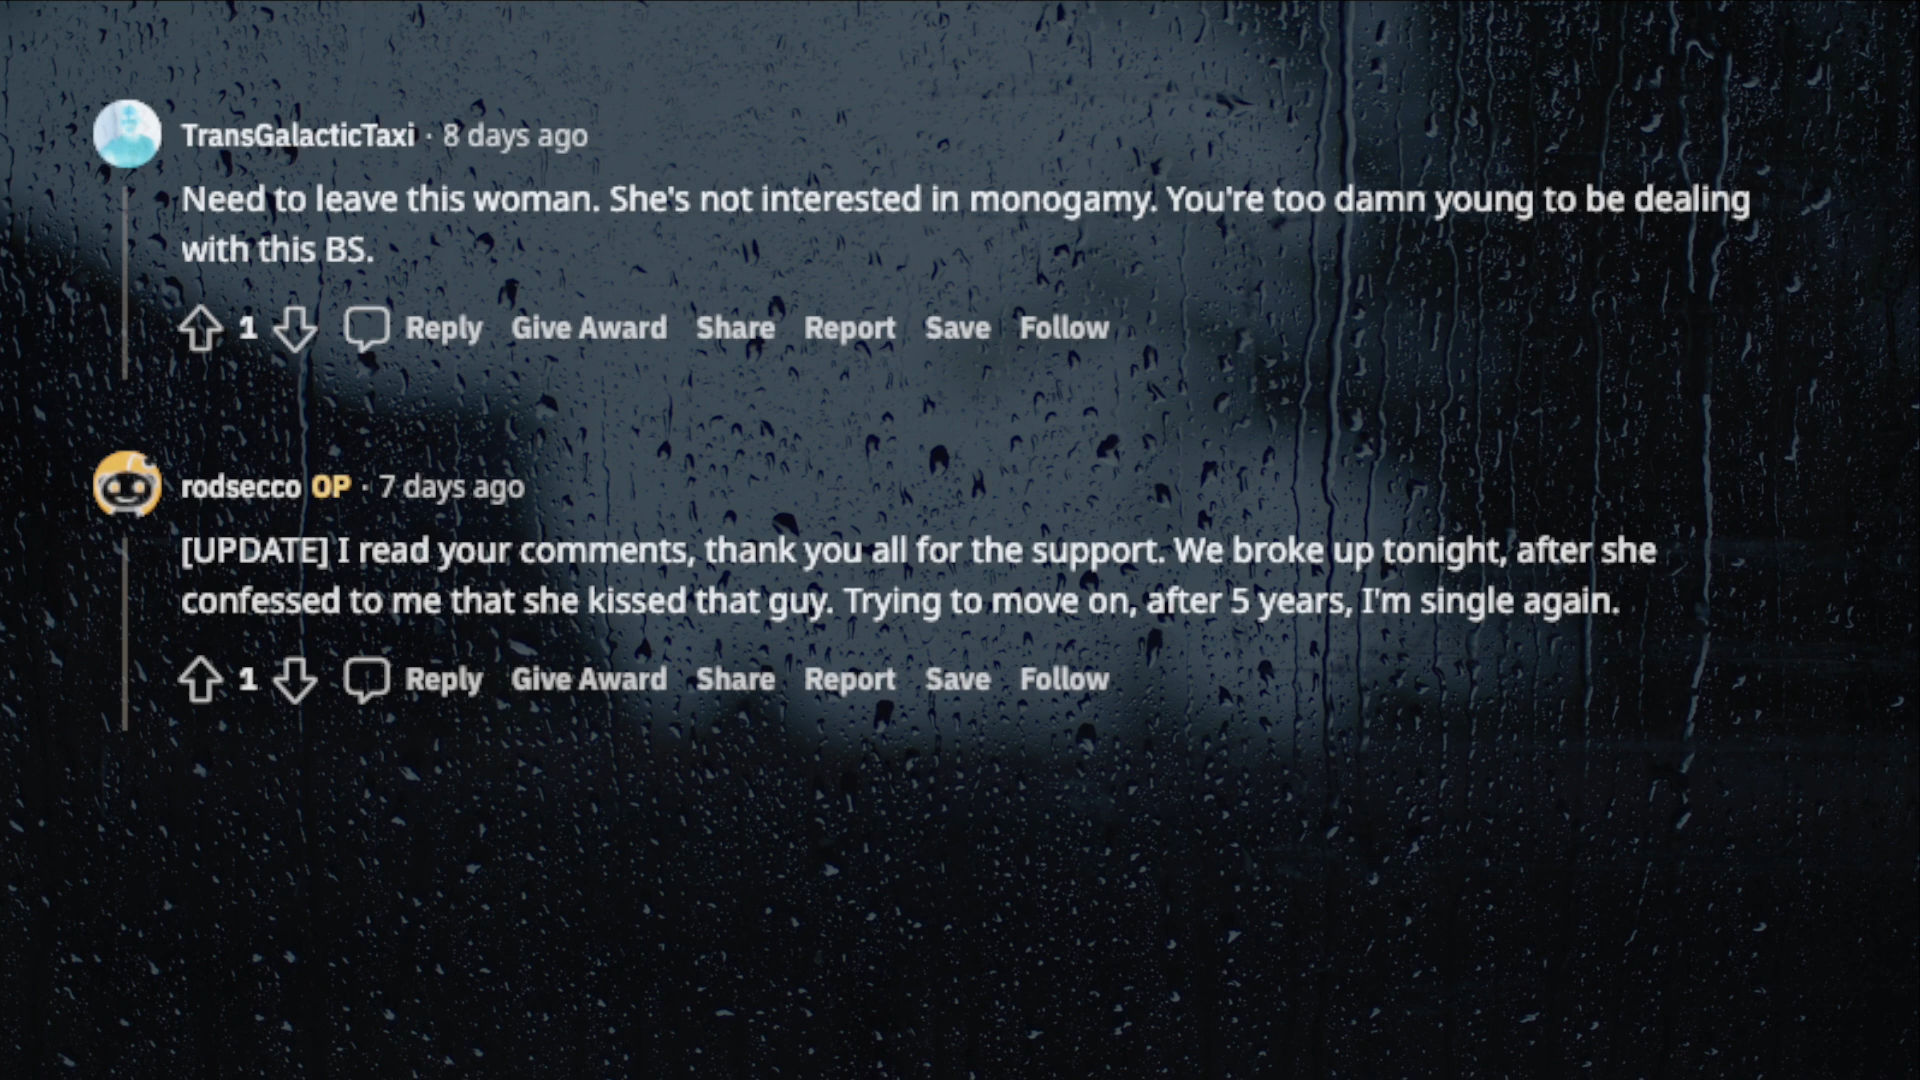 TransGalacticTaxi · 8 days ago
Need to leave this woman. She's not interested in monogamy. You're too damn young to be dealing
with this BS.
1 Reply Give Award Share Report Save Follow
rodsecco OP · 7 days ago
[UPDATE] I read your comments, thank you all for the support. We broke up tonight, after she
confessed to me that she kissed that guy. Trying to move on, after 5 years, I'm single again.
1 Reply Give Award Share Report Save Follow